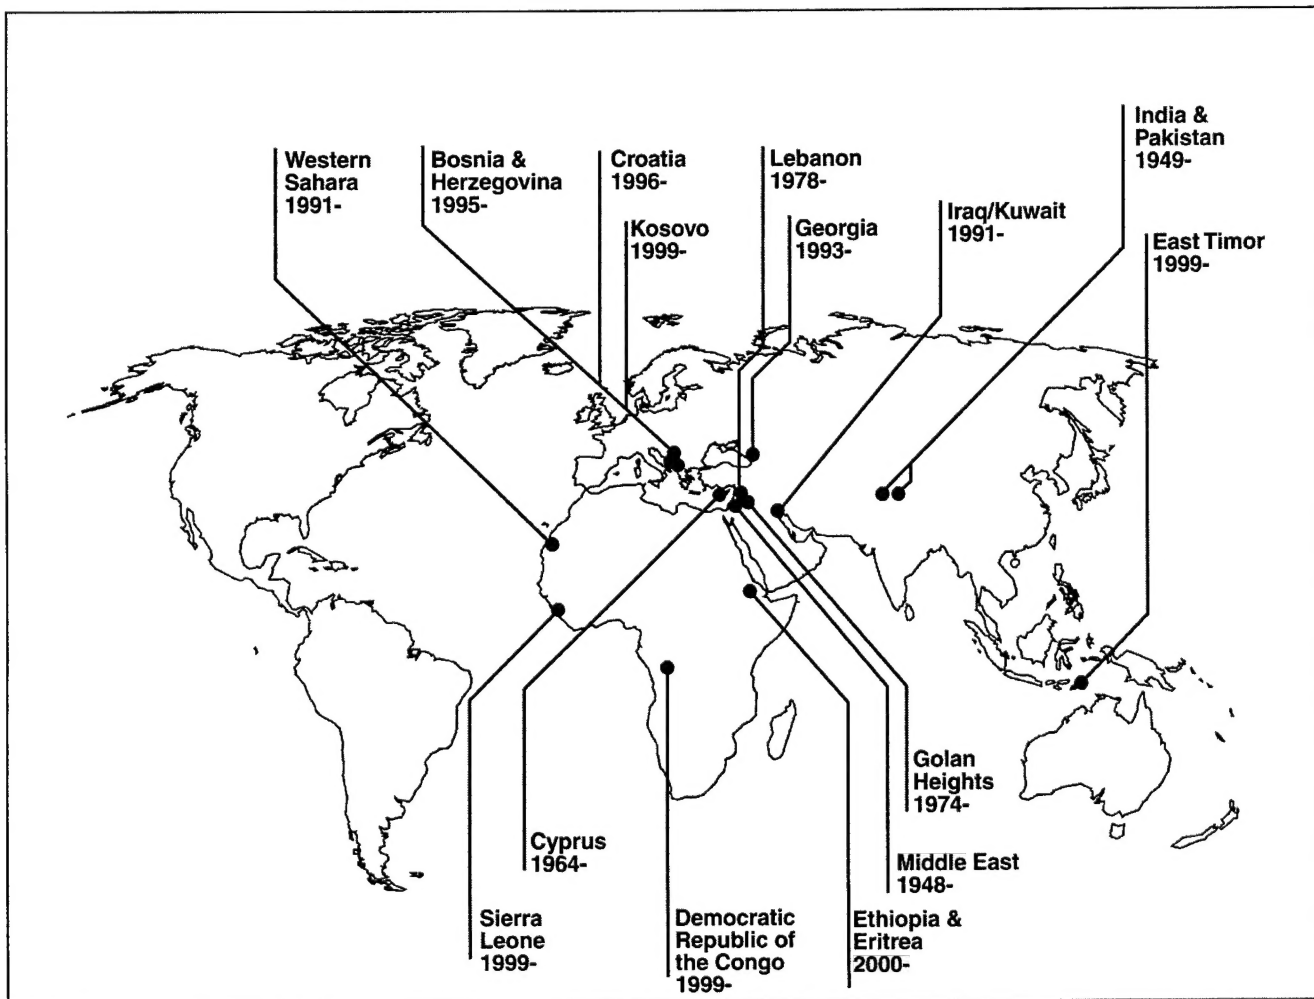 Western
Sahara
1991-
Bosnia &
Herzegovina
1995-
Croatia
1996-
Kosovo
1999-
Lebanon
1978-
Georgia
1993-
Iraq/Kuwait
1991-
India &
Pakistan
1949-
East Timor
1999-
Golan
Heights
1974-
Cyprus
1964-
Middle East
1948-
Sierra
Leone
1999-
Democratic
Republic of
the Congo
1999-
Ethiopia &
Eritrea
2000-